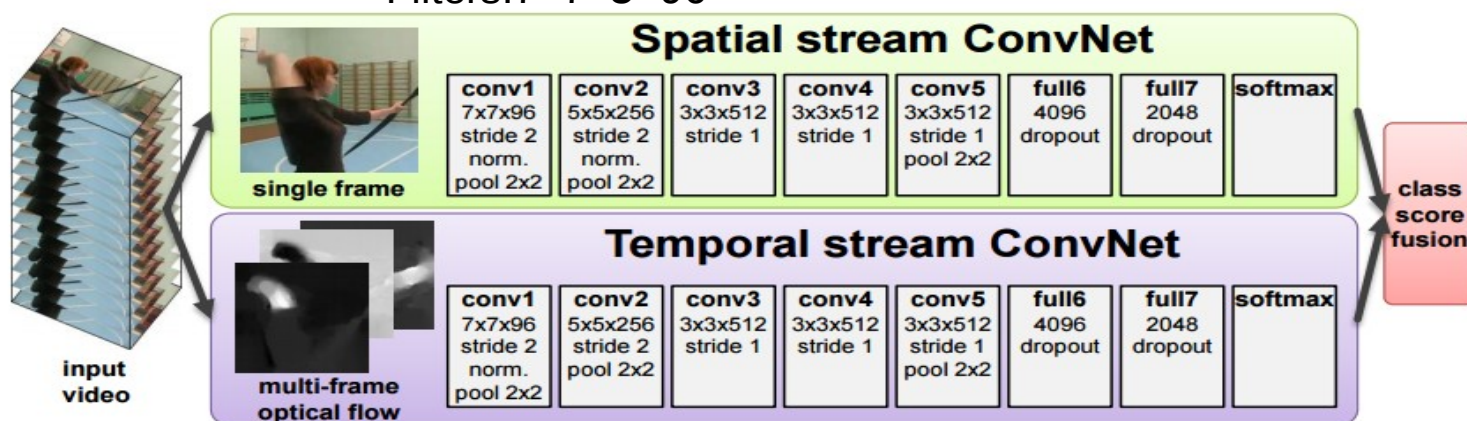 Spatial stream ConvNet
conv1
7x7x96
stride 2
norm.
pool 2x2
conv2
5x5x256
stride 2
norm.
pool 2x2
conv3
3x3x512
stride 1
conv4
3x3x512
stride 1
conv5
3x3x512
stride 1
pool 2x2
full6
4096
dropout
full7
2048
dropout
softmax
single frame
Temporal stream ConvNet
conv1
7x7x96
stride 2
norm.
pool 2x2
conv2
5x5x256
stride 2
pool 2x2
conv3
3x3x512
stride 1
conv4
3x3x512
stride 1
conv5
3x3x512
stride 1
pool 2x2
full6
4096
dropout
full7
2048
dropout
softmax
multi-frame
optical flow
input
video
class
score
fusion